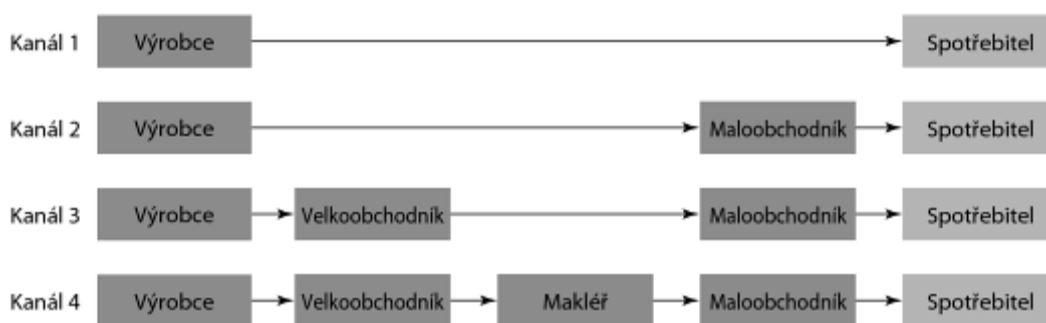 Kanál 1 Výrobce Spotřebitel
Kanál 2 Výrobce Maloobchodník Spotřebitel
Kanál 3 Výrobce Velkoobchodník Maloobchodník Spotřebitel
Kanál 4 Výrobce Velkoobchodník Makléř Maloobchodník Spotřebitel